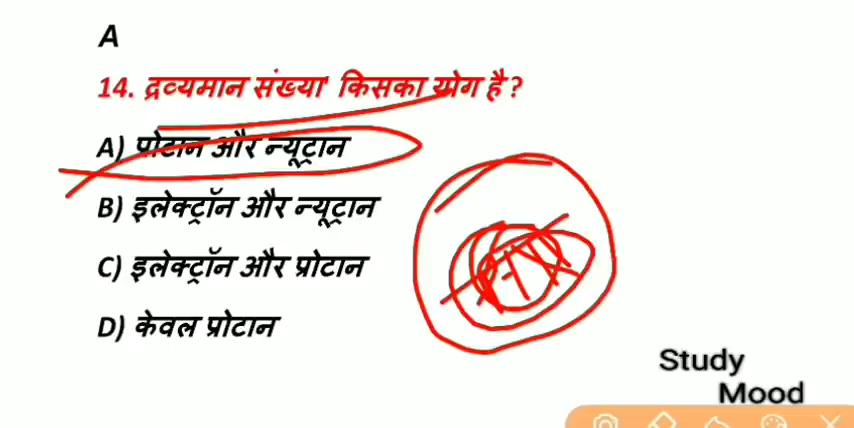 A
14. द्रव्यमान संख्या' किसका योग है ?
A) प्रोटान और न्यूट्रान
B) इलेक्ट्रॉन और न्यूट्रान
C) इलेक्ट्रॉन और प्रोटान
D) केवल प्रोटान
Study
Mood